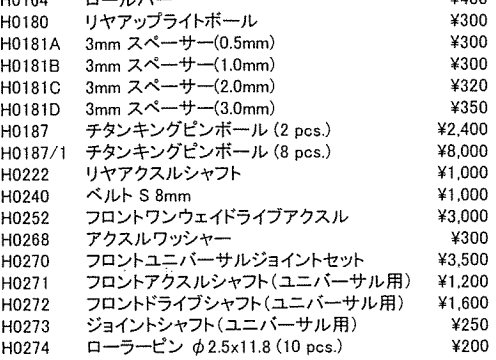 H0164 ロールバー ¥400
H0180 リヤアップライトボール ¥300
H0181A 3mm スペーサー(0.5mm) ¥300
H0181B 3mm スペーサー(1.0mm) ¥300
H0181C 3mm スペーサー(2.0mm) ¥320
H0181D 3mm スペーサー(3.0mm) ¥350
H0187 チタンキングピンボール (2 pcs.) ¥2,400
H0187/1 チタンキングピンボール (8 pcs.) ¥8,000
H0222 リヤアクスルシャフト ¥1,000
H0240 ベルト S 8mm ¥1,000
H0252 フロントワンウェイドライブアクスル ¥3,000
H0268 アクスルワッシャー ¥300
H0270 フロントユニバーサルジョイントセット ¥3,500
H0271 フロントアクスルシャフト(ユニバーサル用) ¥1,200
H0272 フロントドライブシャフト(ユニバーサル用) ¥1,600
H0273 ジョイントシャフト(ユニバーサル用) ¥250
H0274 ローラーピン φ2.5x11.8 (10 pcs.) ¥200